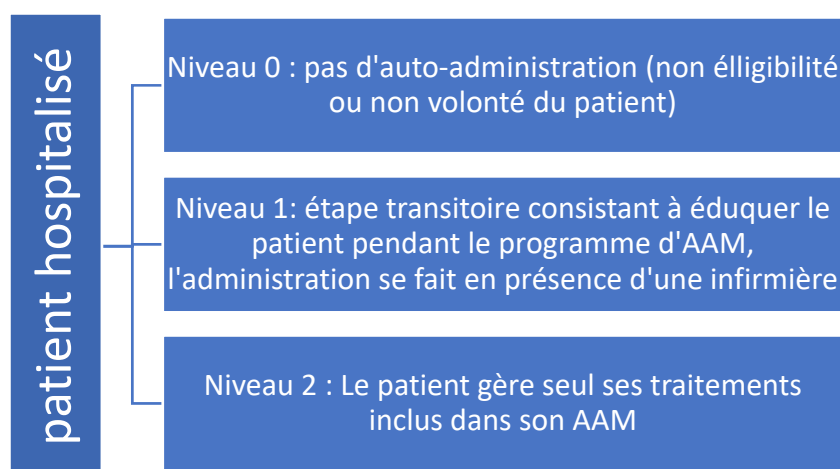 patient hospitalisé
Niveau 0 : pas d'auto-administration (non élligibilité
ou non volonté du patient)
Niveau 1: étape transitoire consistant à éduquer le
patient pendant le programme d'AAM,
l'administration se fait en présence d'une infirmière
Niveau 2 : Le patient gère seul ses traitements
inclus dans son AAM